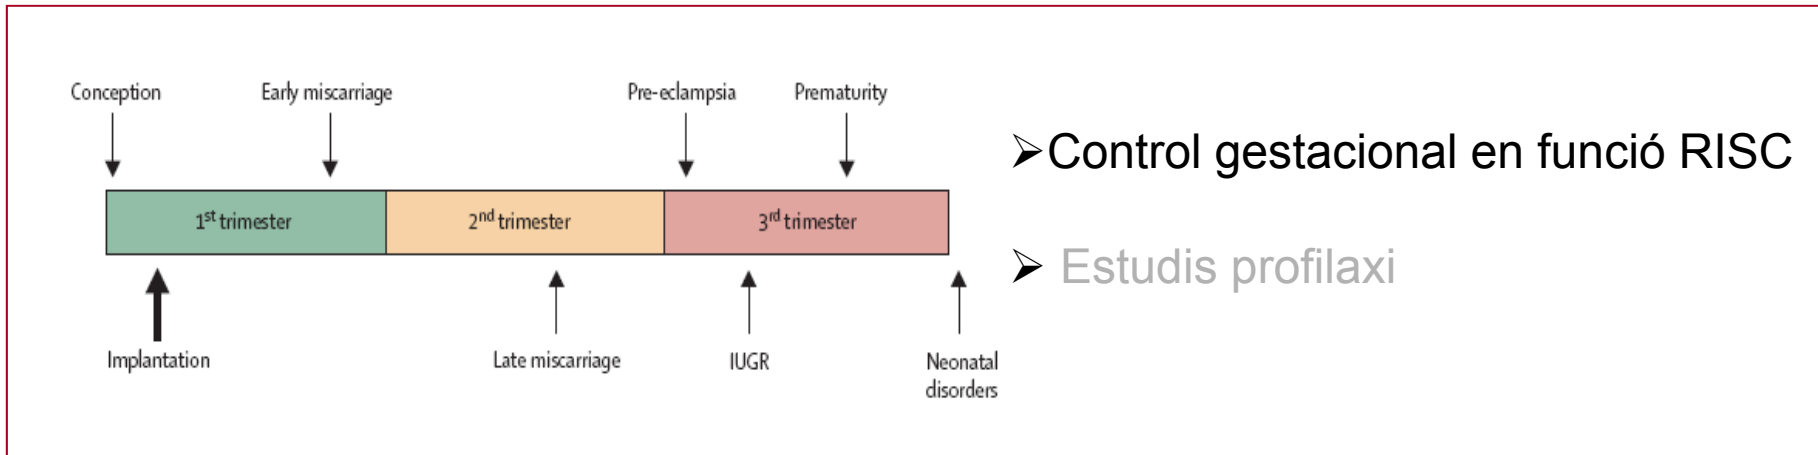 Conception
Early miscarriage
Pre-eclampsia
Prematurity
1st trimester
2nd trimester
3rd trimester
Implantation
Late miscarriage
IUGR
Neonatal
disorders
➢Control gestacional en funció RISC
➢ Estudis profilaxi